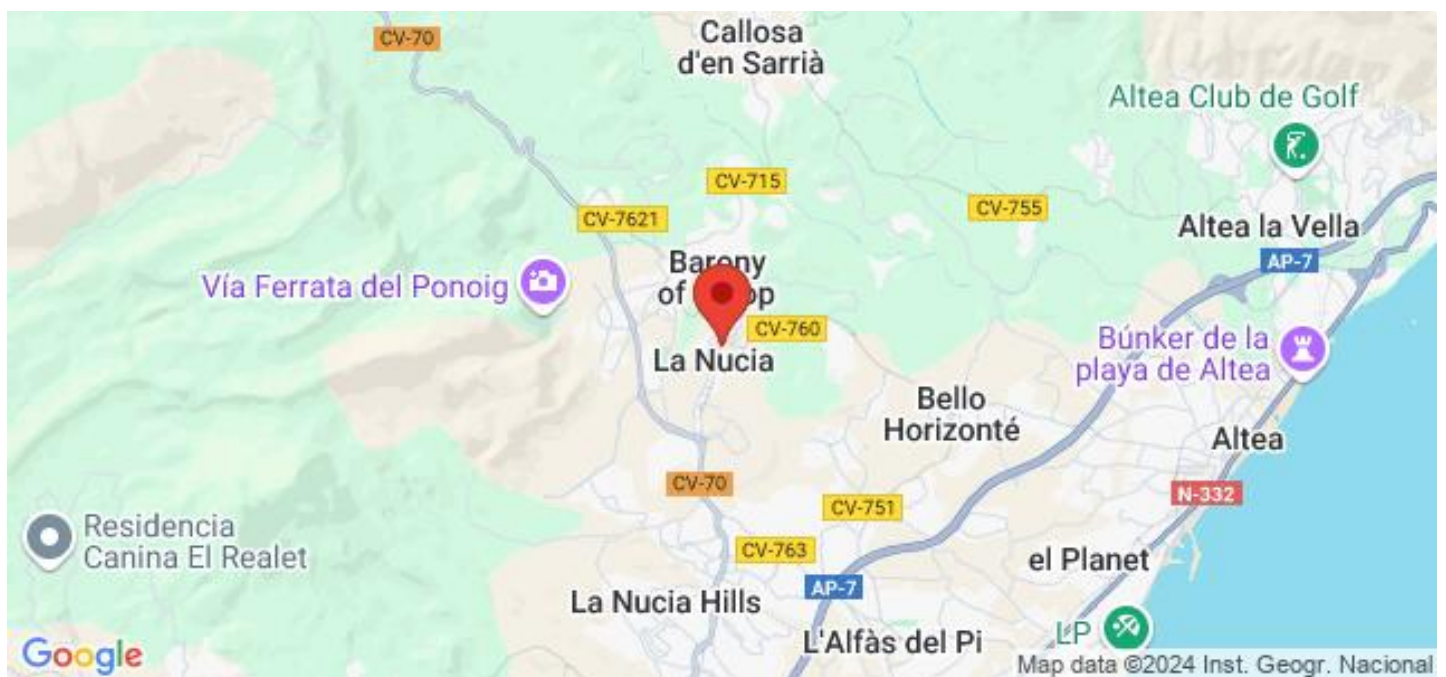 CV-70
Callosa
d'en Sarrià
Altea Club de Golf
CV-715
CV-7621
CV-755
Altea la Vella
AP-7
Vía Ferrata del Ponoig
Barony
of
CV-760
La Nucia
Búnker de la
playa de Altea
Bello
Horizonté
Altea
CV-70
N-332
CV-751
Residencia
Canina El Realet
CV-763
el Planet
AP-7
La Nucia Hills
L'Alfàs del Pi
LP
Google
Map data ©2024 Inst. Geogr. Nacional